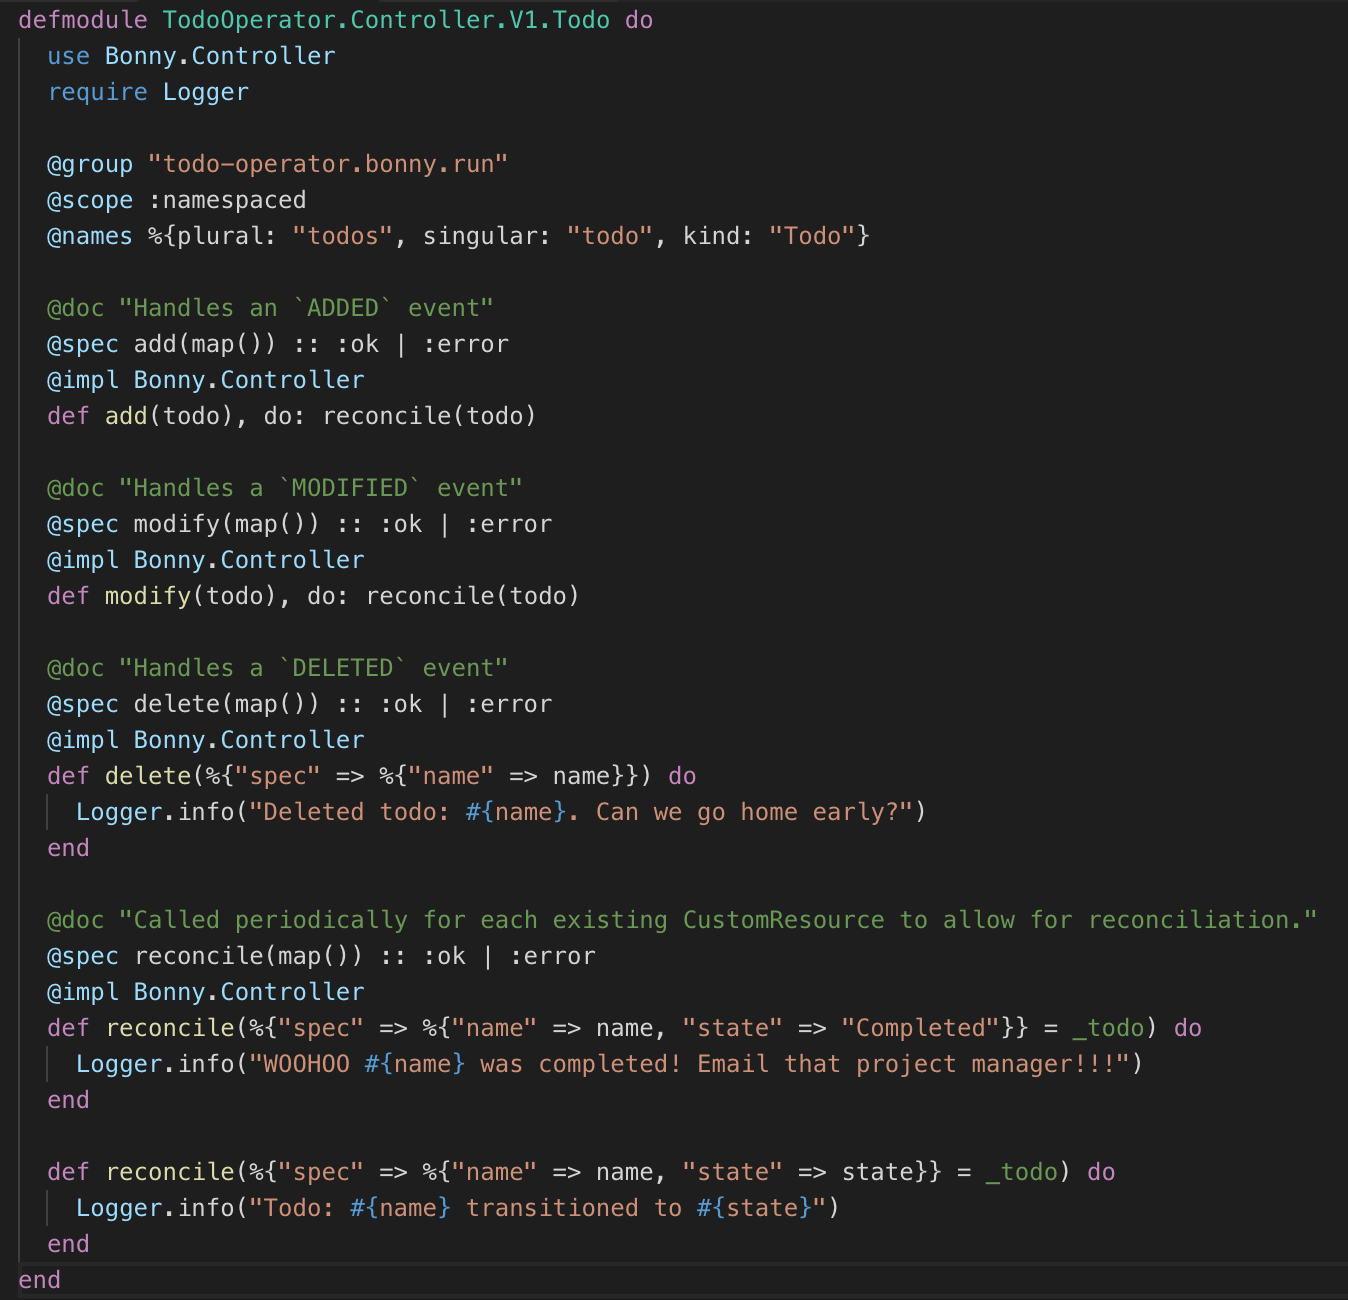 defmodule TodoOperator.Controller.V1.Todo do
  use Bonny.Controller
  require Logger

  @group "todo-operator.bonny.run"
  @scope :namespaced
  @names %{plural: "todos", singular: "todo", kind: "Todo"}

  @doc "Handles an `ADDED` event"
  @spec add(map()) :: :ok | :error
  @impl Bonny.Controller
  def add(todo), do: reconcile(todo)

  @doc "Handles a `MODIFIED` event"
  @spec modify(map()) :: :ok | :error
  @impl Bonny.Controller
  def modify(todo), do: reconcile(todo)

  @doc "Handles a `DELETED` event"
  @spec delete(map()) :: :ok | :error
  @impl Bonny.Controller
  def delete(%{"spec" => %{"name" => name}}) do
    Logger.info("Deleted todo: #{name}. Can we go home early?")
  end

  @doc "Called periodically for each existing CustomResource to allow for reconciliation."
  @spec reconcile(map()) :: :ok | :error
  @impl Bonny.Controller
  def reconcile(%{"spec" => %{"name" => name, "state" => "Completed"}} = _todo) do
    Logger.info("WOOHOO #{name} was completed! Email that project manager!!!")
  end

  def reconcile(%{"spec" => %{"name" => name, "state" => state}} = _todo) do
    Logger.info("Todo: #{name} transitioned to #{state}")
  end
end